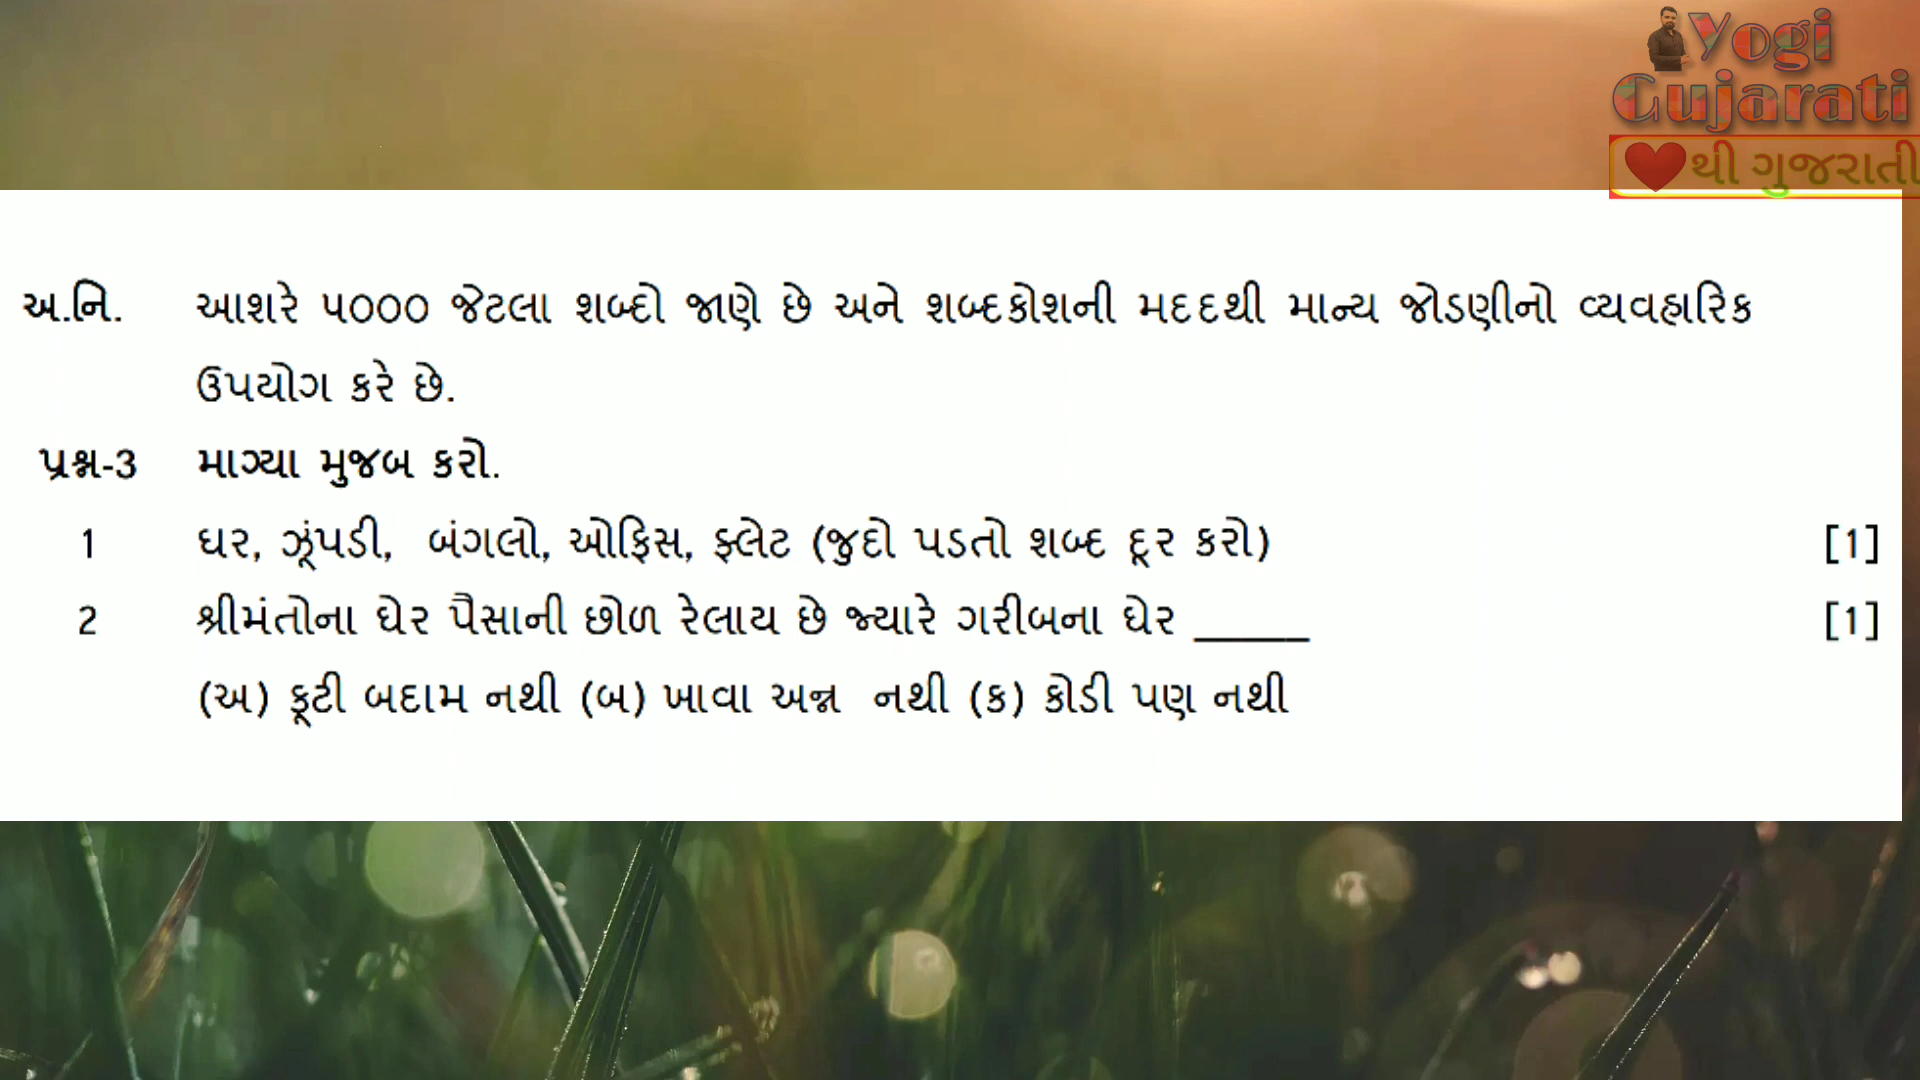 Yogi
Gujarati
થી ગુજરાતી
અ.નિ. આશરે ૫૦૦૦ જેટલા શબ્દો જાણે છે અને શબ્દકોશની મદદથી માન્ય જોડણીનો વ્યવહારિક
ઉપયોગ કરે છે.
પ્રશ્ન-3 માગ્યા મુજબ કરો.
1 ઘર, ઝૂંપડી, બંગલો, ઓફિસ, ફ્લેટ (જુદો પડતો શબ્દ દૂર કરો) [1]
2 શ્રીમંતોના ઘેર પૈસાની છોળ રેલાય છે જ્યારે ગરીબના ઘેર _____ [1]
(અ) ફૂટી બદામ નથી (બ) ખાવા અન્ન નથી (ક) કોડી પણ નથી